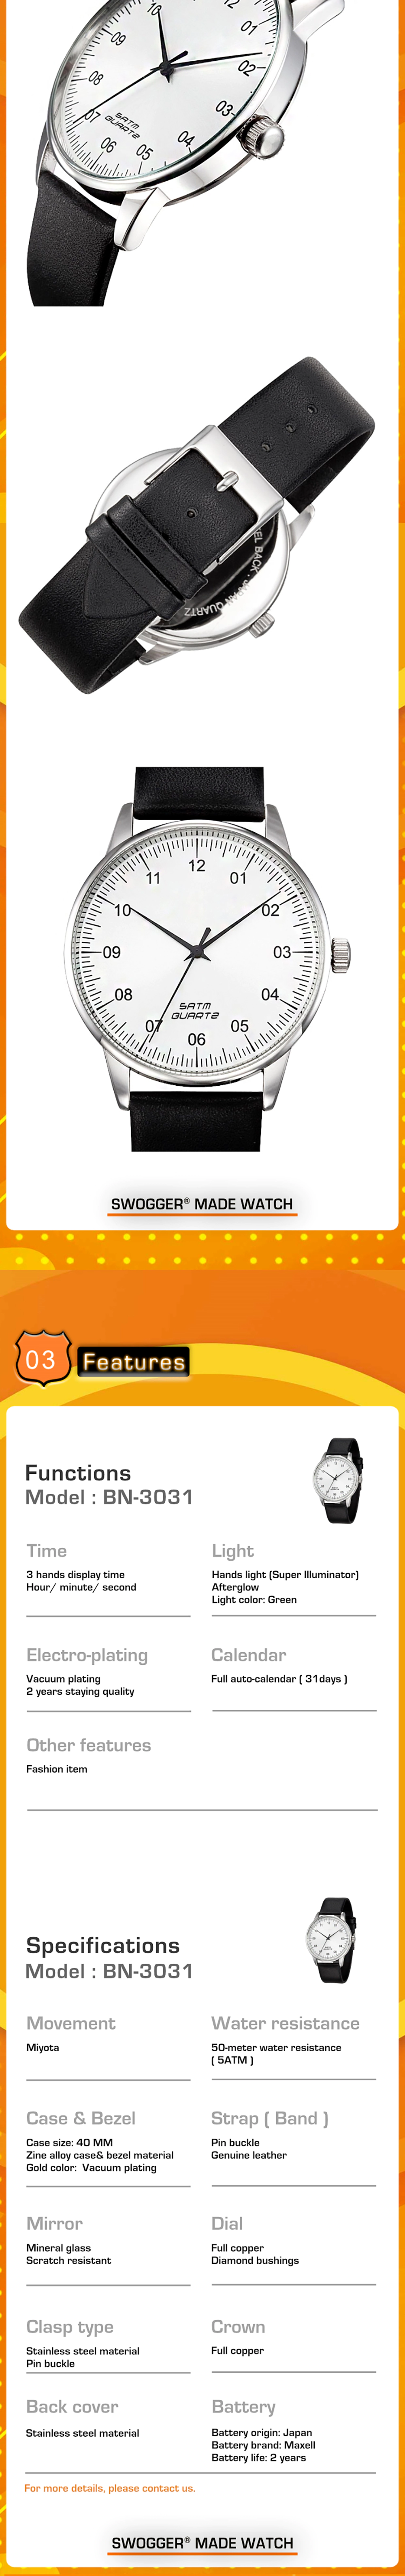 10
12
01
09
02
08
03
07
5ATM
QUARTZ
04
06
05
EL BACK . JAPAN QUARTZ
12
11
01
10
02
09
03
08
04
5ATM
QUARTZ
07
05
06
SWOGGER® MADE WATCH
03 Features
Functions
Model : BN-3031
Time
3 hands display time
Hour/ minute/ second
Light
Hands light (Super Illuminator)
Afterglow
Light color: Green
Electro-plating
Vacuum plating
2 years staying quality
Calendar
Full auto-calendar ( 31days )
Other features
Fashion item
Specifications
Model : BN-3031
Movement
Miyota
Water resistance
50-meter water resistance
( 5ATM )
Case & Bezel
Case size: 40 MM
Zine alloy case& bezel material
Gold color: Vacuum plating
Strap ( Band )
Pin buckle
Genuine leather
Mirror
Mineral glass
Scratch resistant
Dial
Full copper
Diamond bushings
Clasp type
Stainless steel material
Pin buckle
Crown
Full copper
Back cover
Stainless steel material
Battery
Battery origin: Japan
Battery brand: Maxell
Battery life: 2 years
For more details, please contact us.
SWOGGER® MADE WATCH